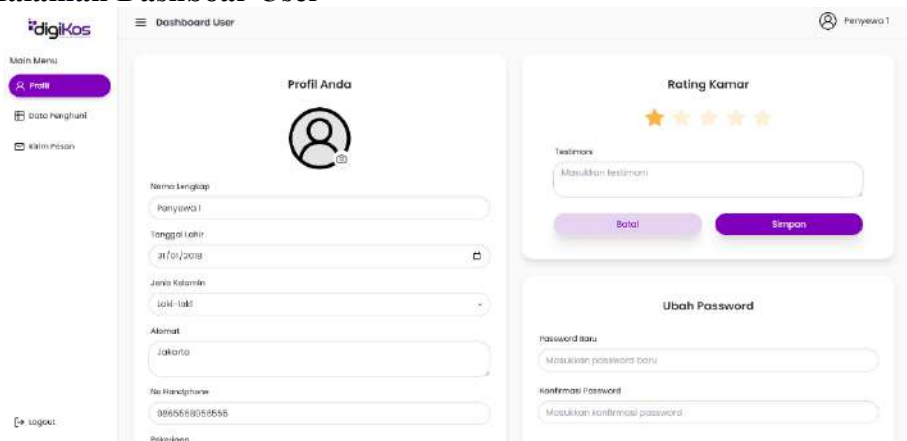 Dashboar User
digiKos
Dashboard User
Penyewa 1
Main Menu
Profil
Data Penghuni
Kirim Pesan
Logout
Profil Anda
Nama Lengkap
Penyewa 1
Tanggal Lahir
31/01/2018
Jenis Kelamin
Laki-laki
Alamat
Jakarta
No Handphone
Pekerjaan
Rating Kamar
Testimoni
Masukkan testimoni
Batal
Simpan
Ubah Password
Password Baru
Masukkan password baru
Konfirmasi Password
Masukkan konfirmasi password